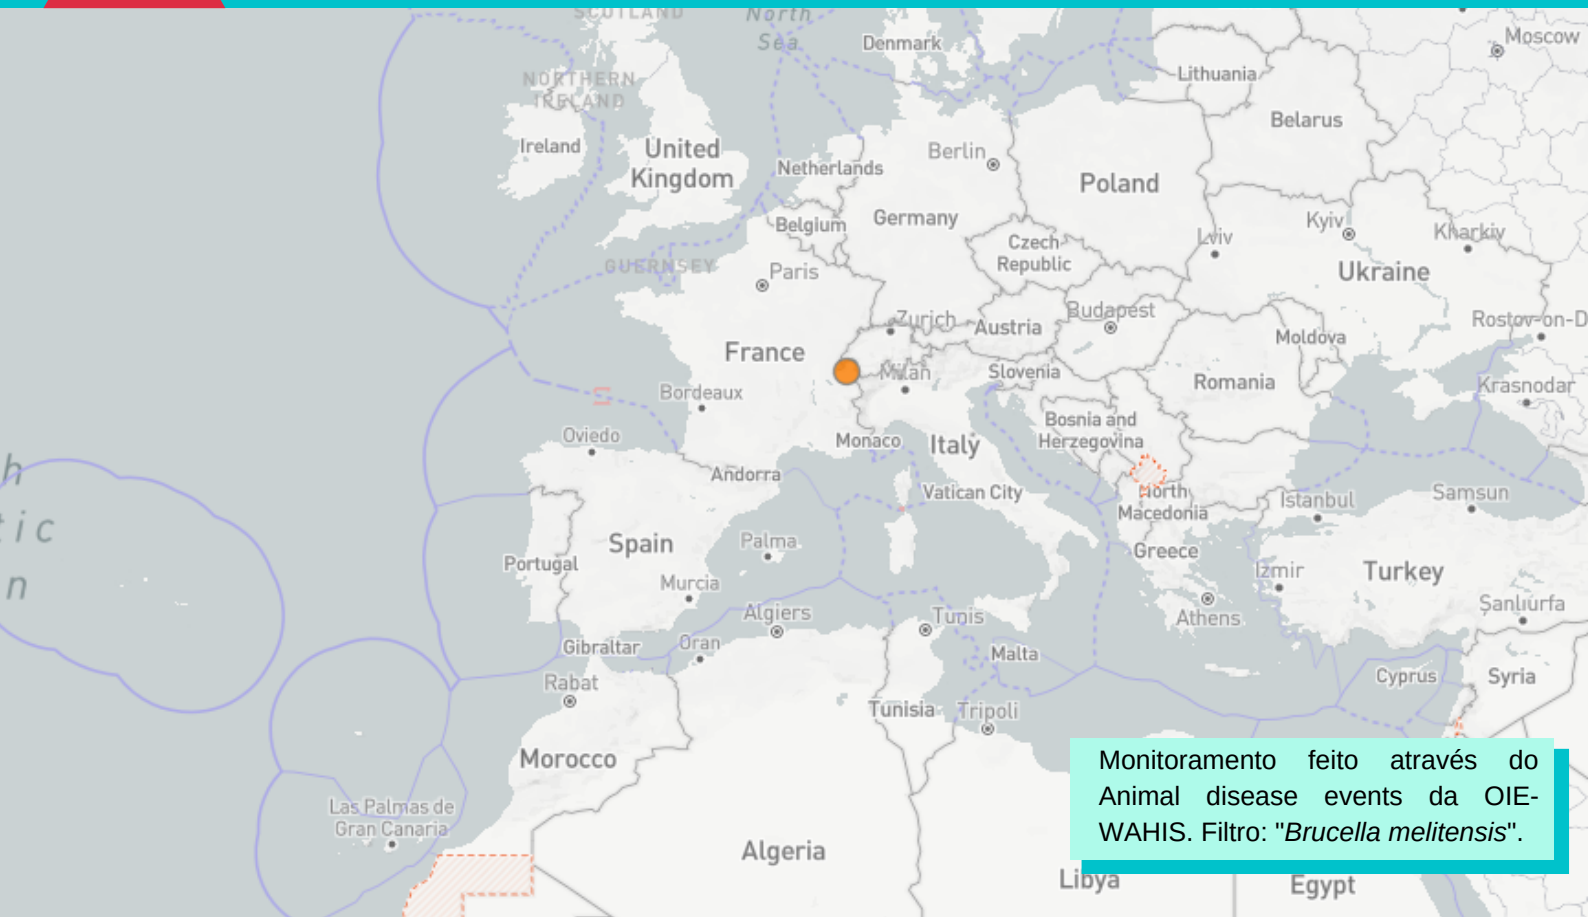 SCOTLAND
North
Sea
Denmark
Moscow
Lithuania
NORTHERN
IRELAND
Ireland
United
Kingdom
Netherlands
Berlin
Poland
Belarus
Belgium
Germany
Czech
Republic
Lviv
Kyiv
Kharkiv
Ukraine
GUERNSEY
Paris
Zurich
Austria
Budapest
Moldova
Rostov-on-D
France
Milan
Slovenia
Romania
Krasnodar
Bordeaux
Bosnia and
Herzegovina
Oviedo
Monaco
Italy
Andorra
Vatican City
North
Macedonia
Istanbul
Samsun
h
tic
n
Portugal
Spain
Palma
Murcia
Greece
Izmir
Turkey
Athens
Şanlıurfa
Gibraltar
Oran
Algiers
Tunis
Malta
Cyprus
Syria
Rabat
Tunisia
Tripoli
Morocco
Las Palmas de
Gran Canaria
Algeria
Libya
Egypt
Monitoramento feito através do
Animal disease events da OIE-
WAHIS. Filtro: "Brucella melitensis".